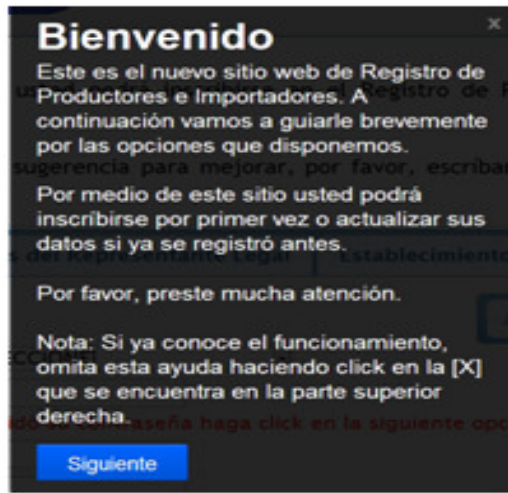 Bienvenido
Este es el nuevo sitio web de Registro de
Productores e Importadores. A
continuación vamos a guiarle brevemente
por las opciones que disponemos.
Por medio de este sitio usted podrá
inscribirse por primer vez o actualizar sus
datos si ya se registró antes.
Por favor, preste mucha atención.
Nota: Si ya conoce el funcionamiento,
omita esta ayuda haciendo click en la [X]
que se encuentra en la parte superior
derecha.
Siguiente